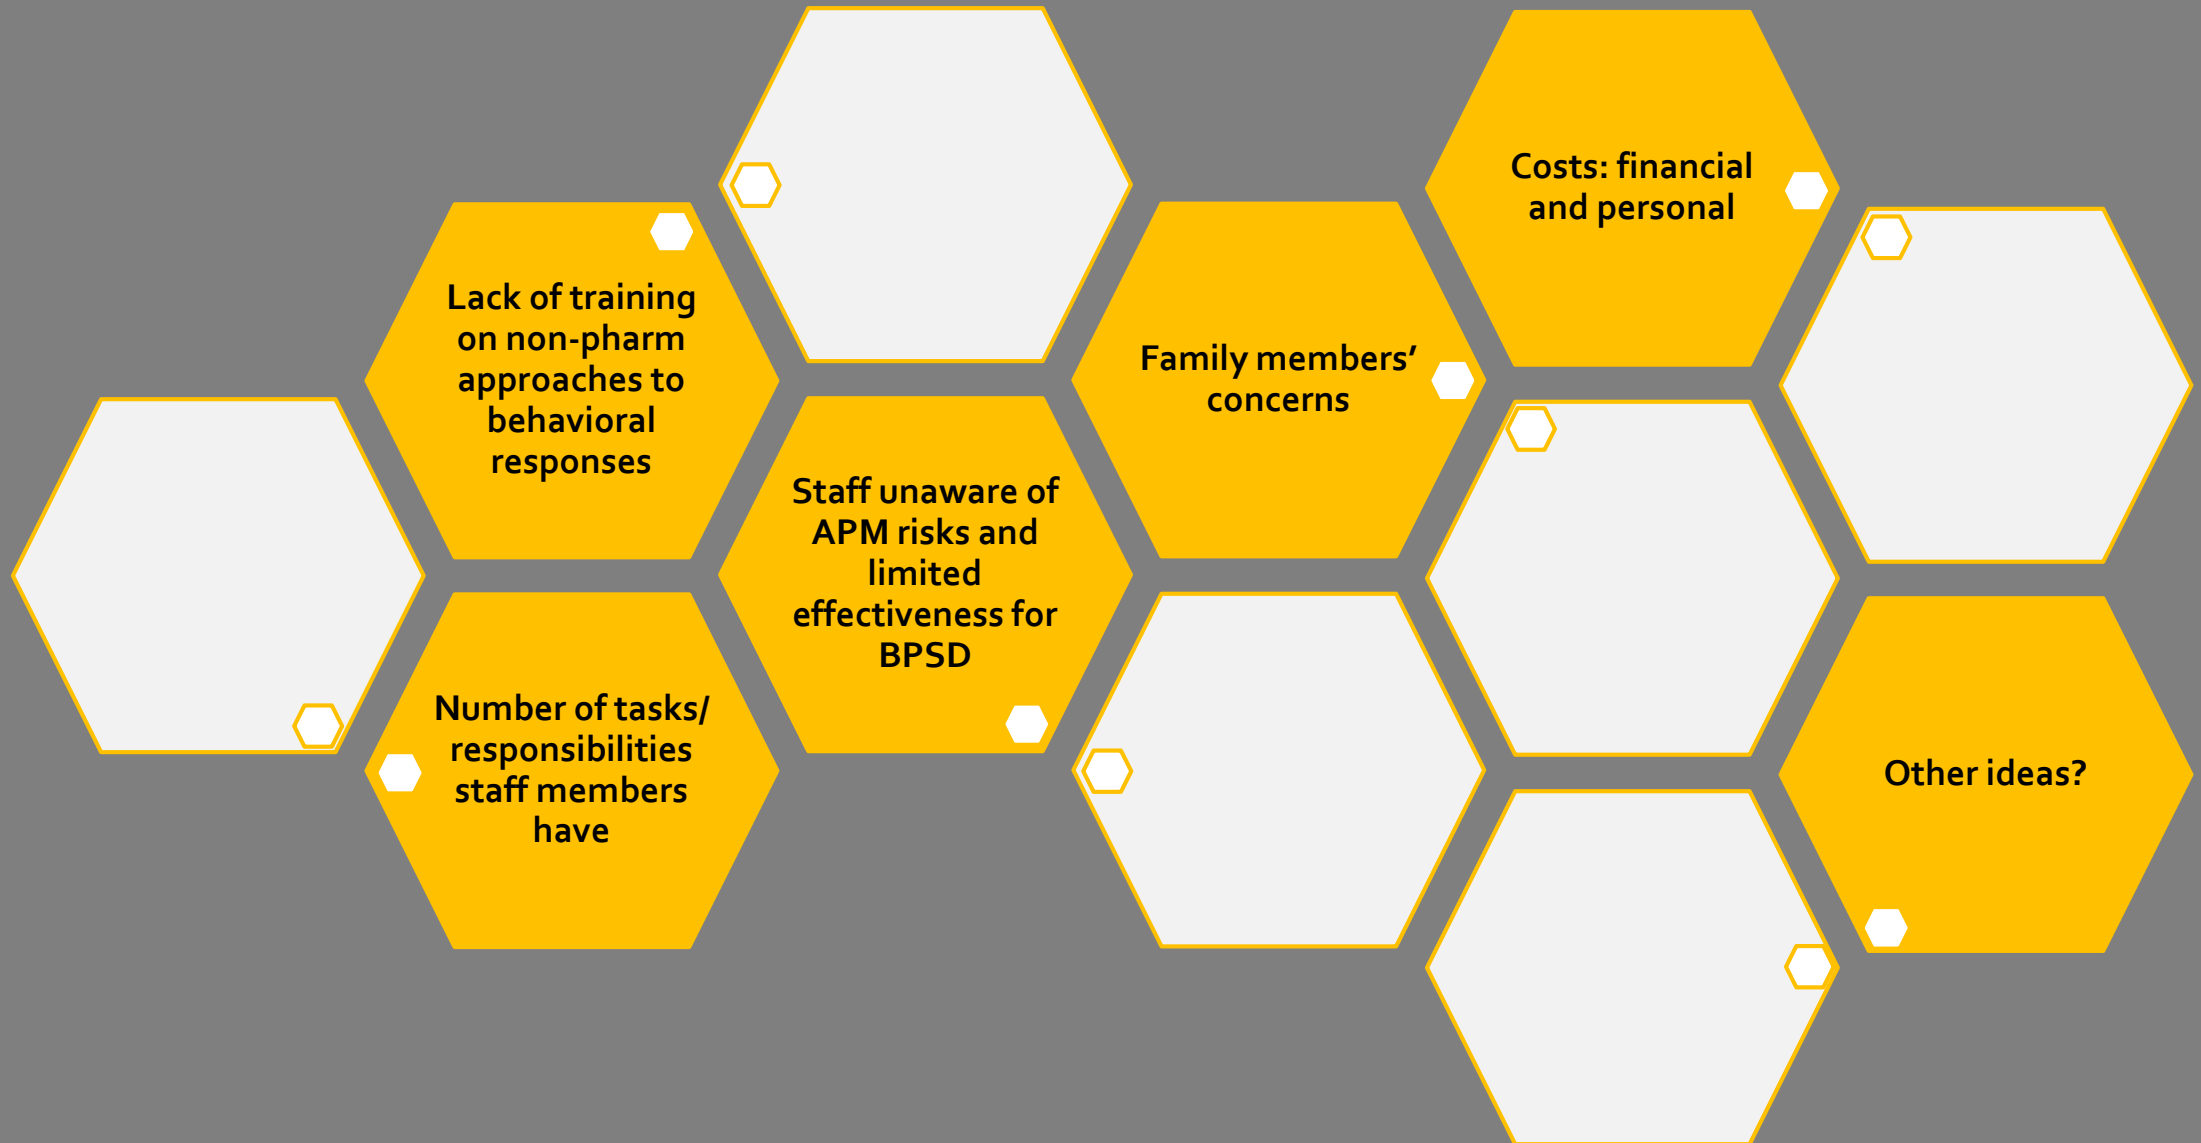 Lack of training
on non-pharm
approaches to
behavioral
responses
Number of tasks/
responsibilities
staff members
have
Staff unaware of
APM risks and
limited
effectiveness for
BPSD
Family members’
concerns
Costs: financial
and personal
Other ideas?